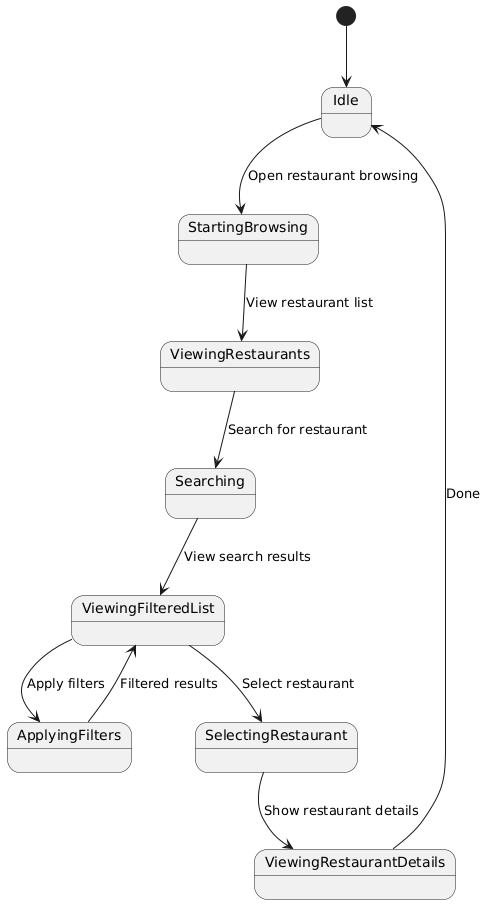 Idle
Open restaurant browsing
StartingBrowsing
View restaurant list
ViewingRestaurants
Search for restaurant
Searching
Done
View search results
ViewingFilteredList
Apply filters
Filtered results
Select restaurant
ApplyingFilters
SelectingRestaurant
Show restaurant details
ViewingRestaurantDetails